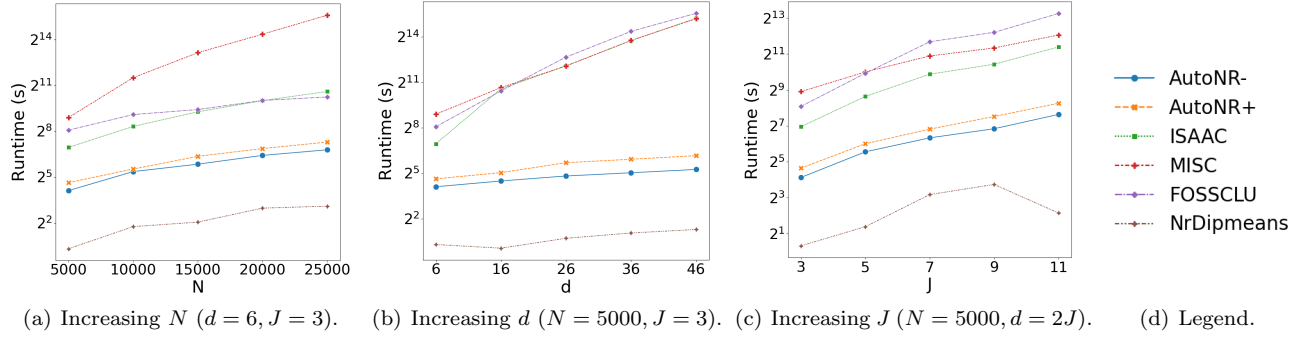 2^14
2^11
2^8
2^5
2^2
Runtime (s)
5000 10000 15000 20000 25000
N
2^14
2^11
2^8
2^5
2^2
Runtime (s)
6 16 26 36 46
d
2^13
2^11
2^9
2^7
2^5
2^3
2^1
Runtime (s)
3 5 7 9 11
J
AutoNR-
AutoNR+
ISAAC
MISC
FOSSCLU
NrDipmeans
(a) Increasing N (d = 6, J = 3).
(b) Increasing d (N = 5000, J = 3).
(c) Increasing J (N = 5000, d = 2J).
(d) Legend.